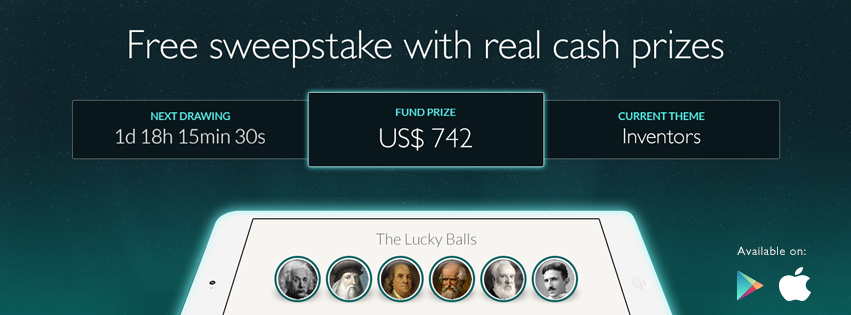 Free sweepstake with real cash prizes
NEXT DRAWING
1d 18h 15min 30s
FUND PRIZE
US$ 742
CURRENT THEME
Inventors
The Lucky Balls
Available on: